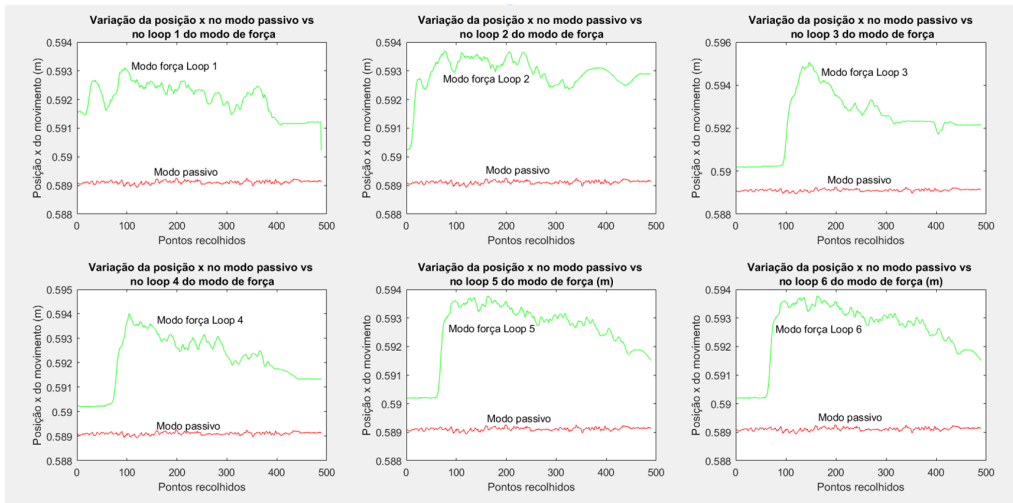 Variação da posição x no modo passivo vs
no loop 1 do modo de força
Posição x do movimento (m)
0.594
0.593
0.592
0.591
0.59
0.589
0.588
Modo força Loop 1
Modo passivo
0 100 200 300 400 500
Pontos recolhidos
Variação da posição x no modo passivo vs
no loop 2 do modo de força
Posição x do movimento (m)
0.594
0.593
0.592
0.591
0.59
0.589
0.588
Modo força Loop 2
Modo passivo
0 100 200 300 400 500
Pontos recolhidos
Variação da posição x no modo passivo vs
no loop 3 do modo de força
Posição x do movimento (m)
0.596
0.594
0.592
0.59
0.588
Modo força Loop 3
Modo passivo
0 100 200 300 400 500
Pontos recolhidos
Variação da posição x no modo passivo vs
no loop 4 do modo de força
Posição x do movimento (m)
0.595
0.594
0.593
0.592
0.591
0.59
0.589
0.588
Modo força Loop 4
Modo passivo
0 100 200 300 400 500
Pontos recolhidos
Variação da posição x no modo passivo vs
no loop 5 do modo de força (m)
Posição x do movimento
0.594
0.593
0.592
0.591
0.59
0.589
0.588
Modo força Loop 5
Modo passivo
0 100 200 300 400 500
Pontos recolhidos
Variação da posição x no modo passivo vs
no loop 6 do modo de força (m)
Posição x do movimento
0.594
0.593
0.592
0.591
0.59
0.589
0.588
Modo força Loop 6
Modo passivo
0 100 200 300 400 500
Pontos recolhidos